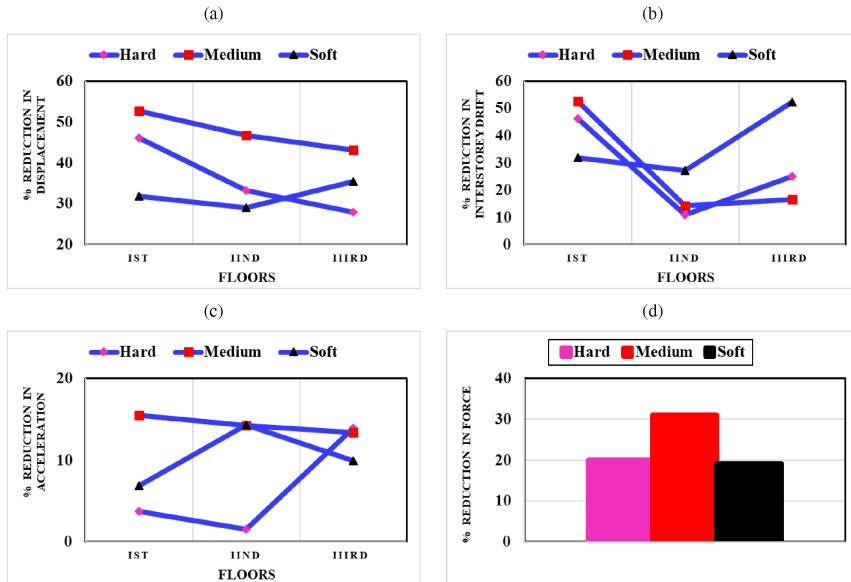 (a)
Hard Medium Soft
% REDUCTION IN
DISPLACEMENT
60
50
40
30
20
IST IIND IIIRD
FLOORS
(b)
Hard Medium Soft
% REDUCTION IN
INTERSTOREY DRIFT
60
50
40
30
20
10
0
IST IIND IIIRD
FLOORS
(c)
Hard Medium Soft
% REDUCTION IN
ACCELERATION
20
10
0
IST IIND IIIRD
FLOORS
(d)
Hard Medium Soft
% REDUCTION IN FORCE
40
30
20
10
0